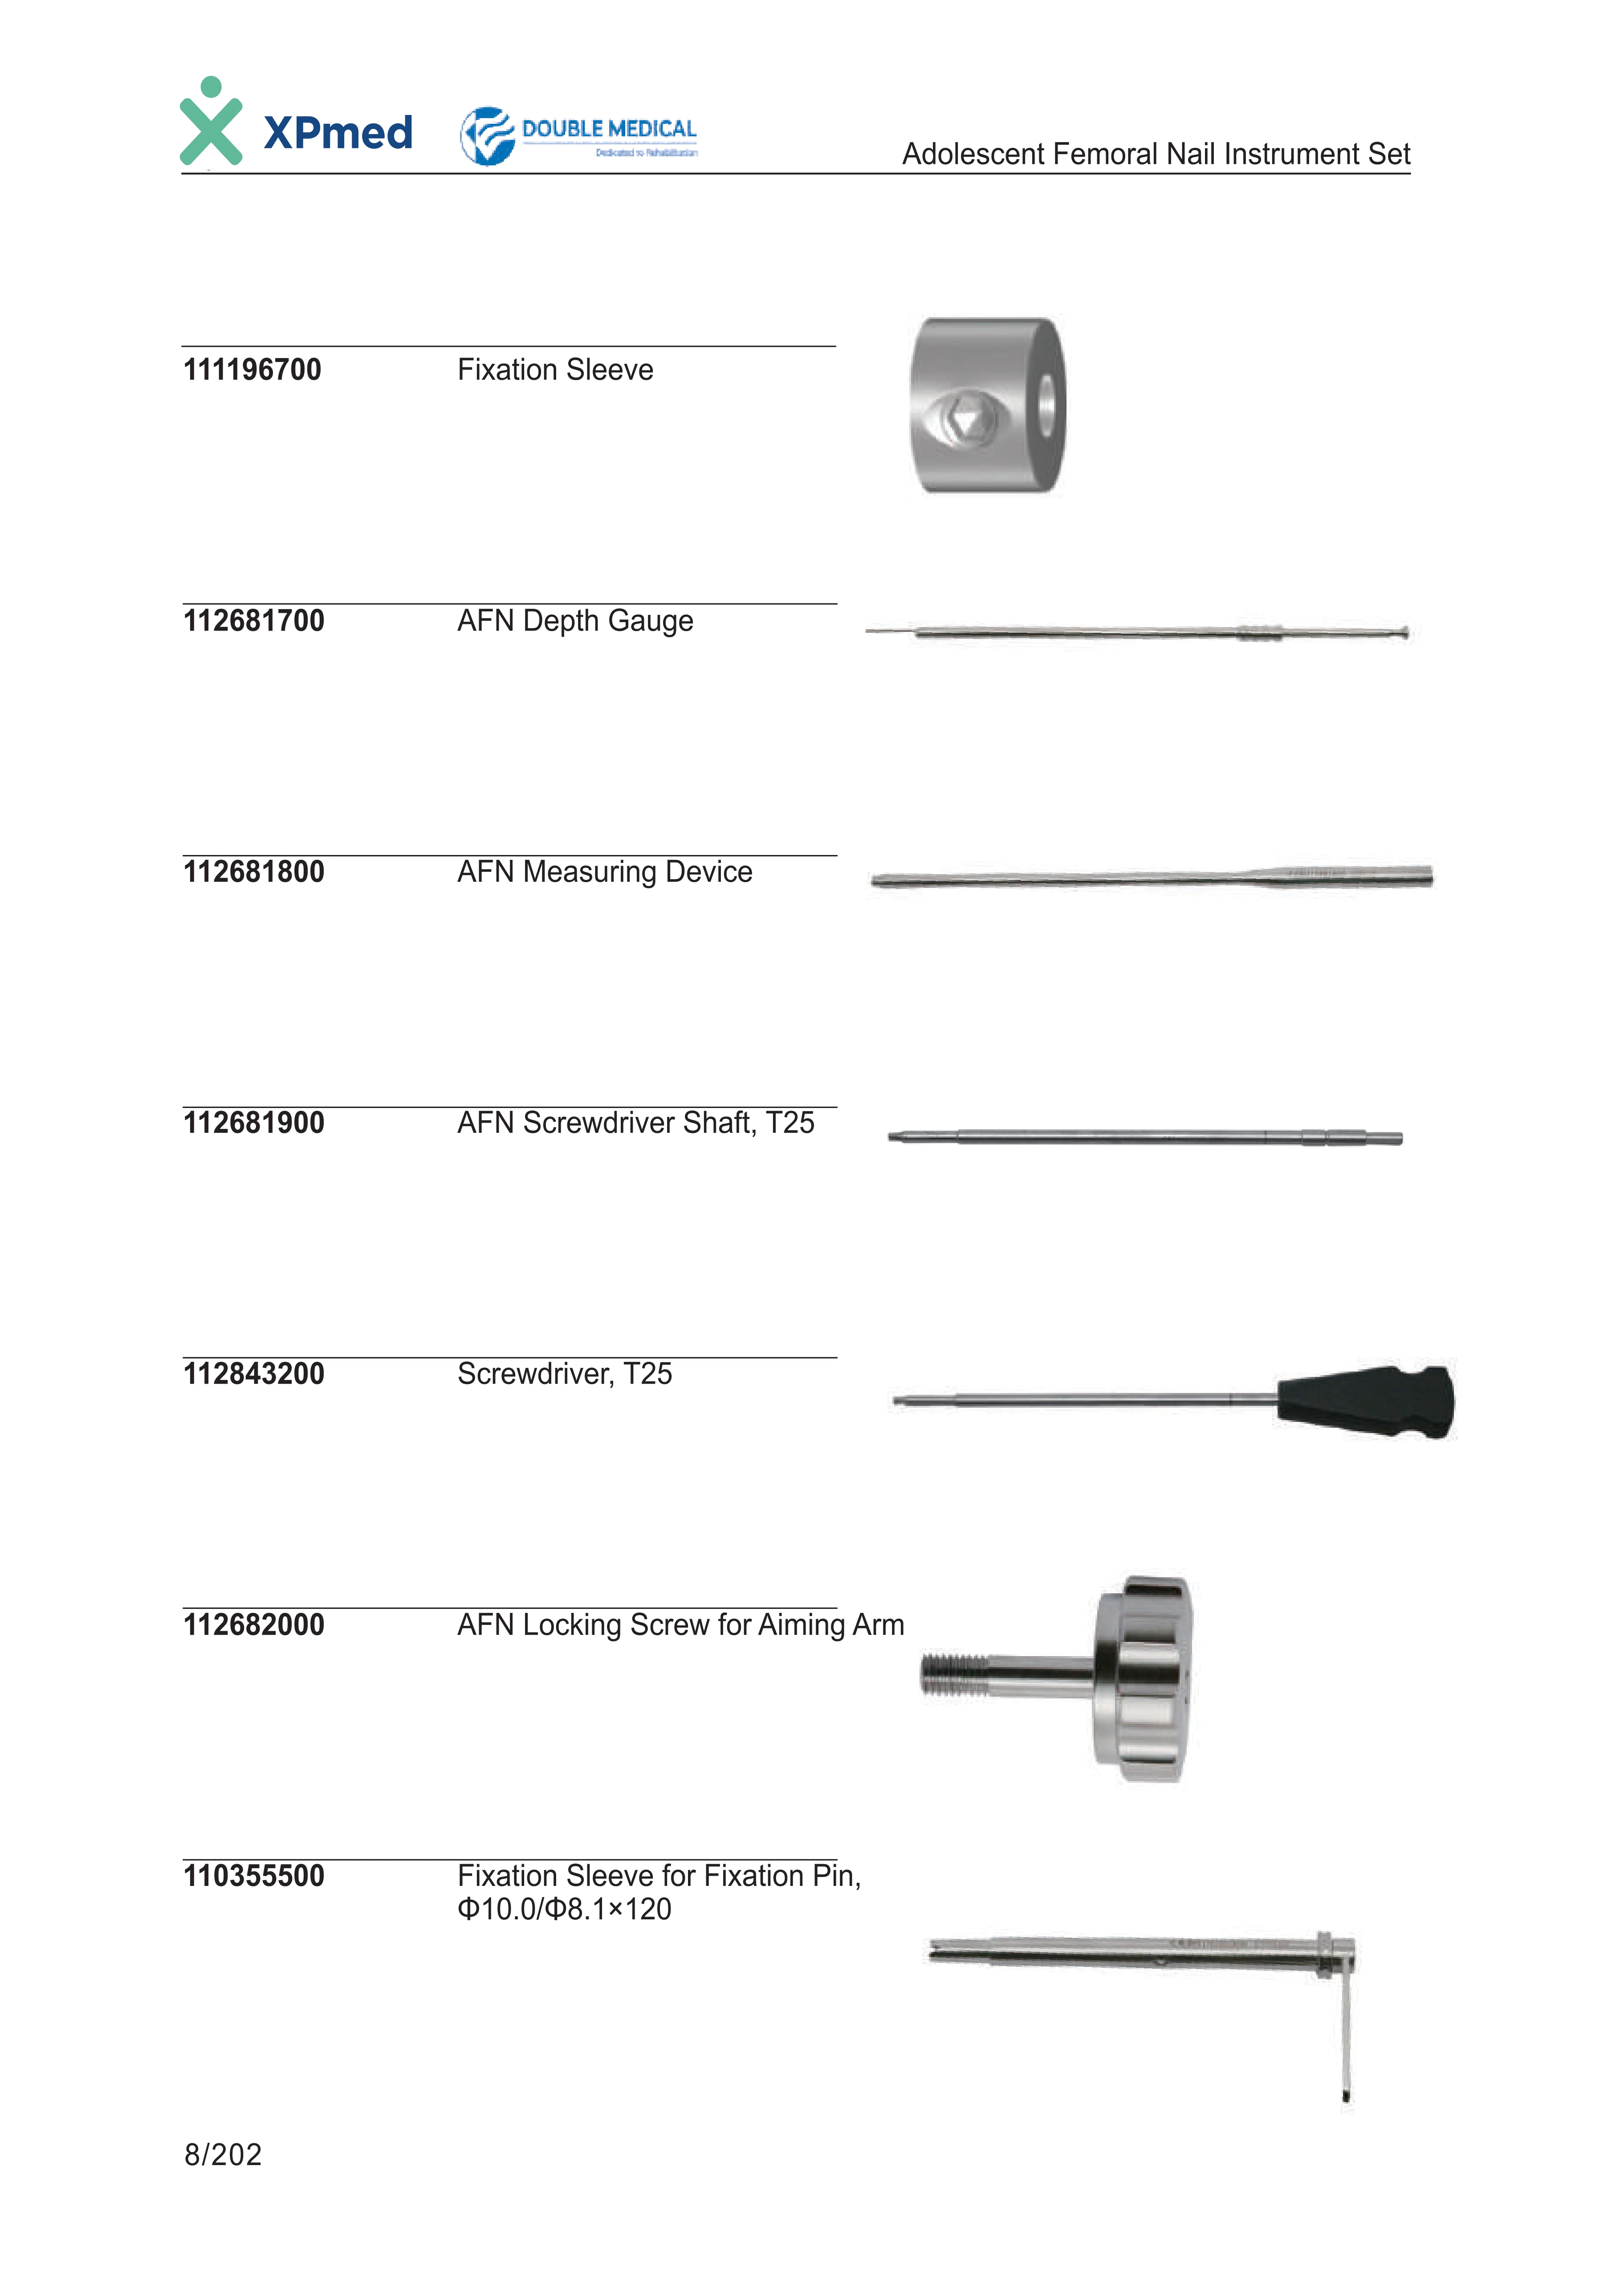 XPmed
DOUBLE MEDICAL
Dedicated to Rehabilitation
Adolescent Femoral Nail Instrument Set
111196700 Fixation Sleeve
112681700 AFN Depth Gauge
112681800 AFN Measuring Device
112681900 AFN Screwdriver Shaft, T25
112843200 Screwdriver, T25
112682000 AFN Locking Screw for Aiming Arm
110355500 Fixation Sleeve for Fixation Pin,
Φ10.0/Φ8.1×120
8/202